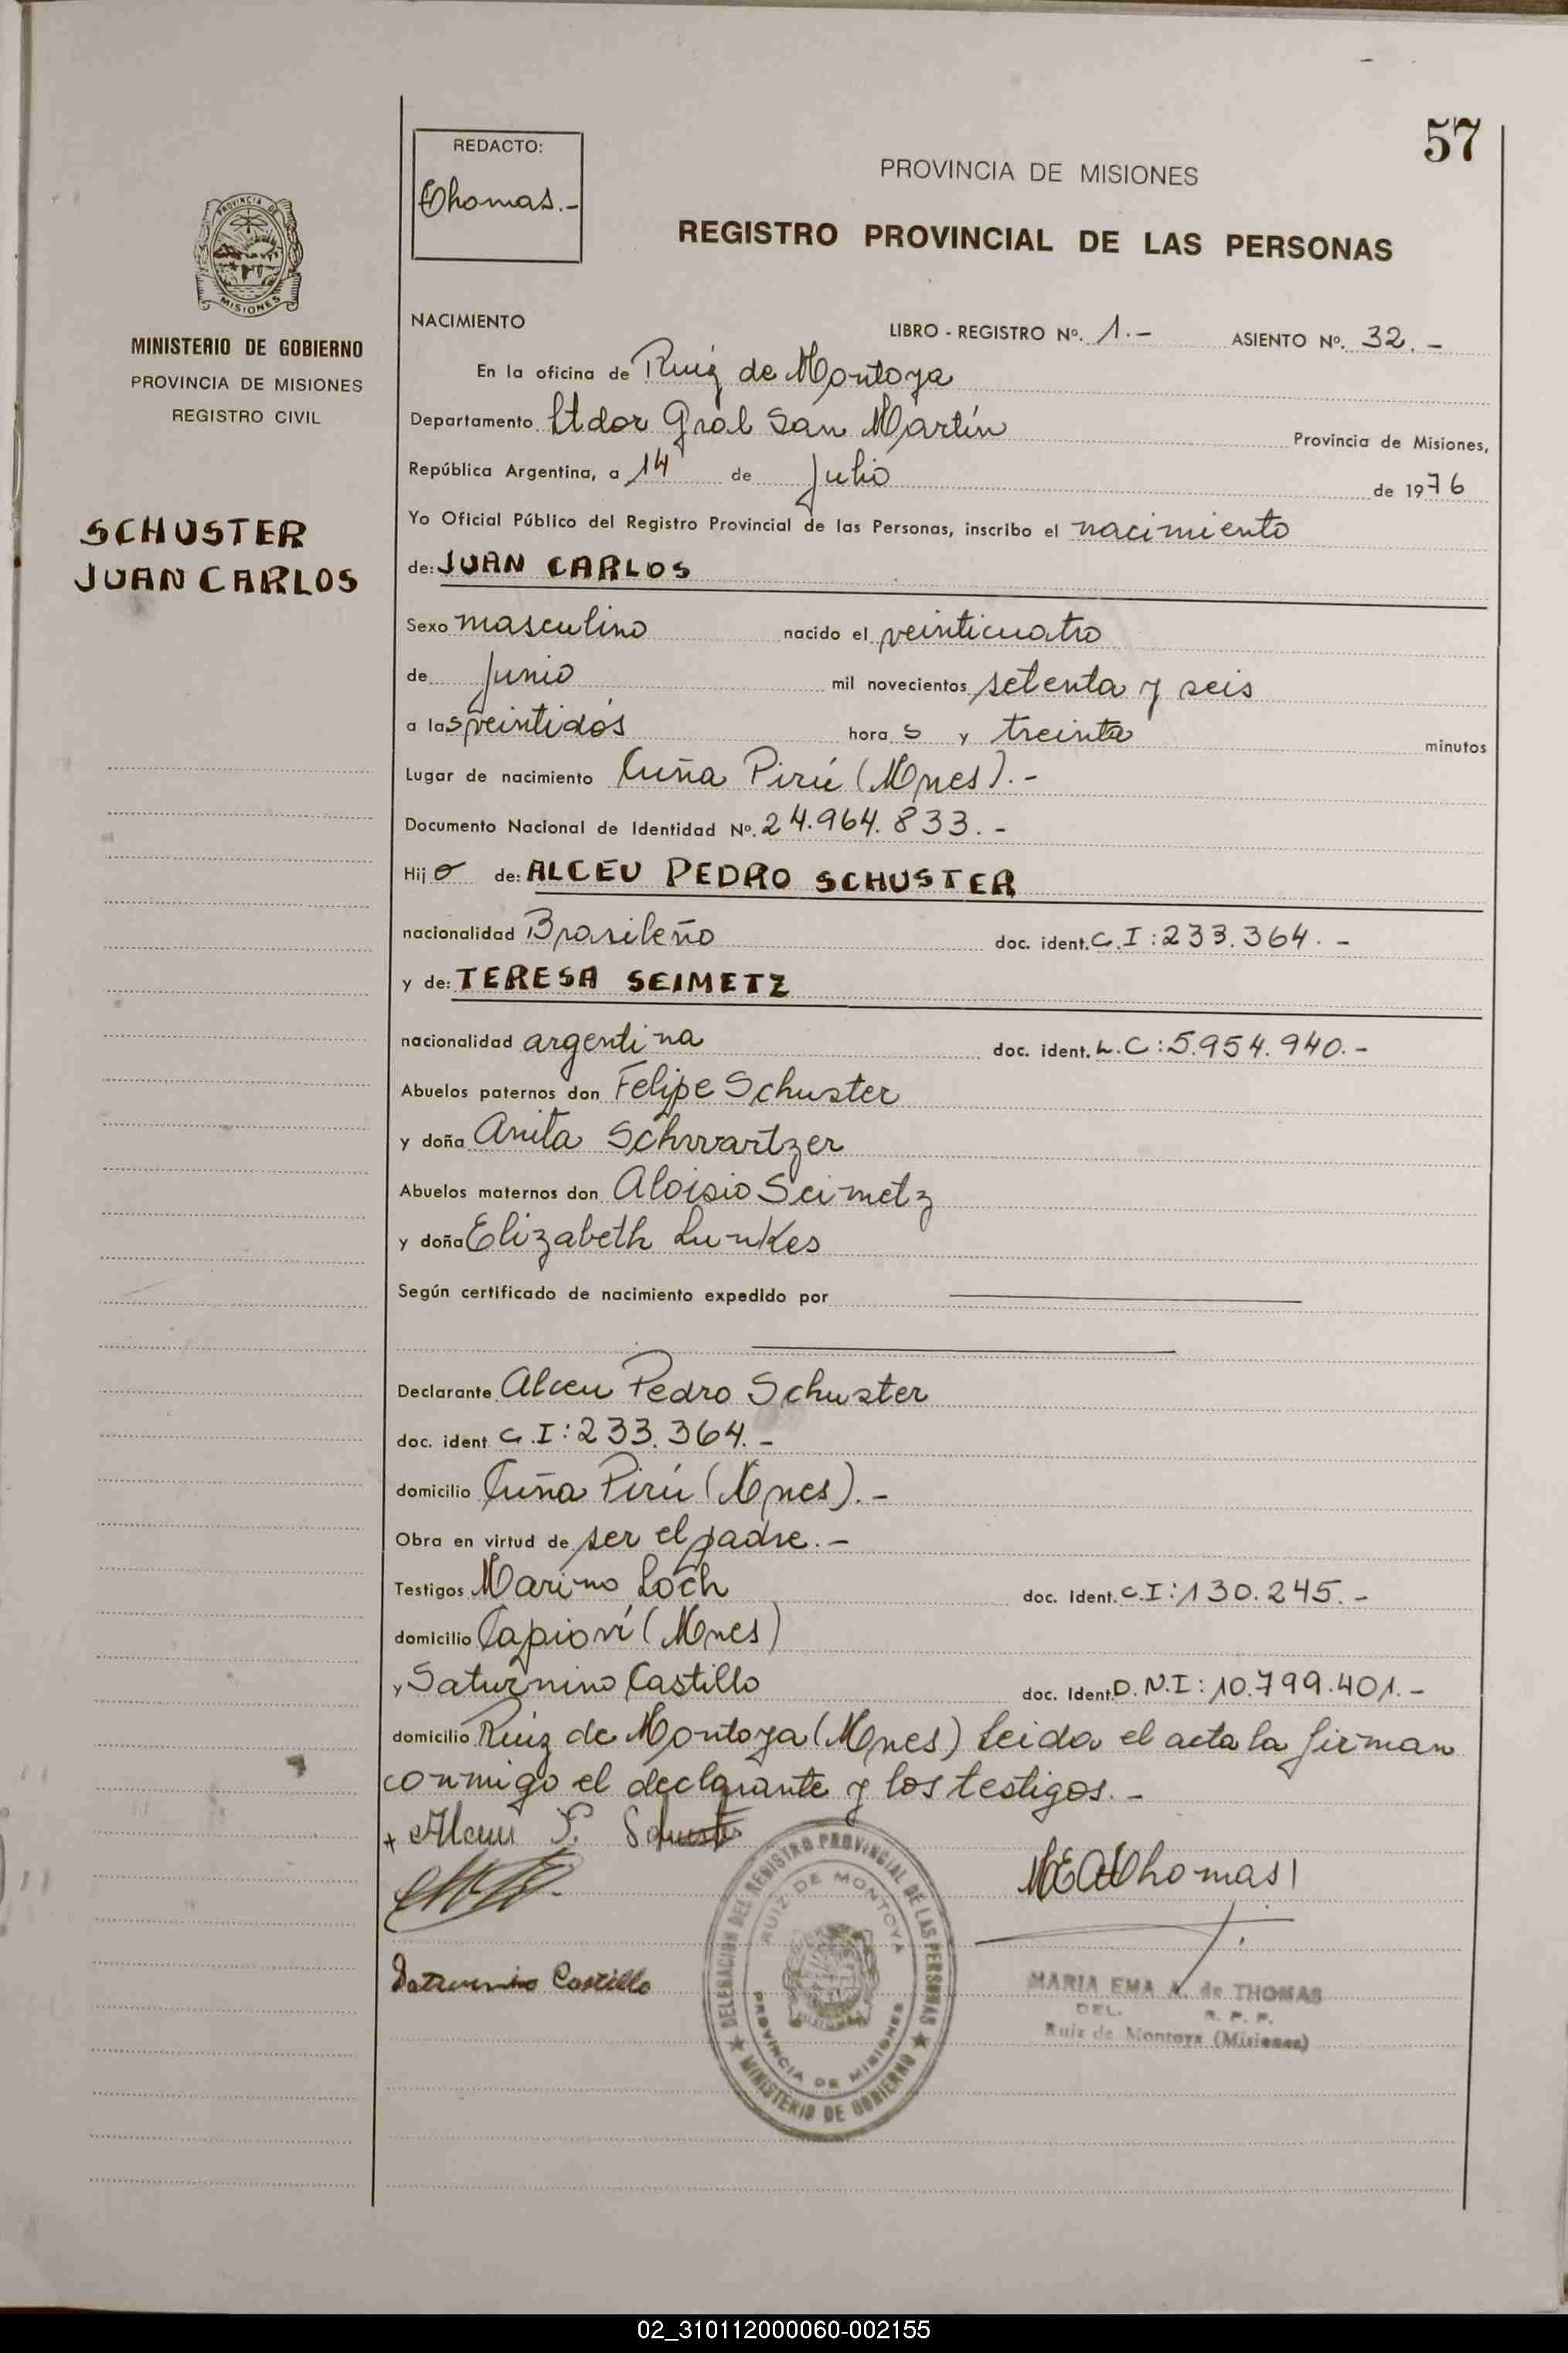 57
REDACTO:
Thomas.-
PROVINCIA DE MISIONES
REGISTRO PROVINCIAL DE LAS PERSONAS
PROVINCIA DE
MISIONES
MINISTERIO DE GOBIERNO
PROVINCIA DE MISIONES
REGISTRO CIVIL
SCHUSTER
JUAN CARLOS
NACIMIENTO LIBRO - REGISTRO Nº. 1.- ASIENTO Nº. 32.-
En la oficina de Ruiz de Montoya
Departamento Ltdor Gral San Martín Provincia de Misiones,
República Argentina, a 14 de Julio de 1976
Yo Oficial Público del Registro Provincial de las Personas, inscribo el nacimiento
de: JUAN CARLOS
Sexo masculino nacido el veinticuatro
de Junio mil novecientos setenta y seis
a las veintidós hora s y treinta minutos
Lugar de nacimiento Cuña Pirú (Mnes).-
Documento Nacional de Identidad Nº. 24.964.833.-
Hijo de: ALCEU PEDRO SCHUSTER
nacionalidad Brasileño doc. ident. C.I:233.364.-
y de: TERESA SEIMETZ
nacionalidad argentina doc. ident. L.C:5.954.940.-
Abuelos paternos don Felipe Schuster
y doña Anita Schwartzer
Abuelos maternos don Aloisio Seimetz
y doña Elizabeth Lunkes
Según certificado de nacimiento expedido por
Declarante Alceu Pedro Schuster
doc. ident C.I:233.364.-
domicilio Cuña Pirú (Mnes).-
Obra en virtud de ser el padre.-
Testigos Marino Loch doc. Ident. C.I:130.245.-
domicilio Capioví (Mnes)
y Saturnino Castillo doc. Ident. D.N.I: 10.799.401.-
domicilio Ruiz de Montoya (Mnes) Leida el acta la firman
conmigo el declarante y los testigos.-
+ Alceu P. Schuster
MEAThomas
Saturnino Castillo
DELEGACIÓN DEL REGISTRO PROVINCIAL DE LAS PERSONAS
RUIZ DE MONTOYA
PROVINCIA DE MISIONES
MINISTERIO DE GOBIERNO
MARIA EMA A. de THOMAS
DEL. R. P. P.
Ruiz de Montoya (Misiones)
02_310112000060-002155